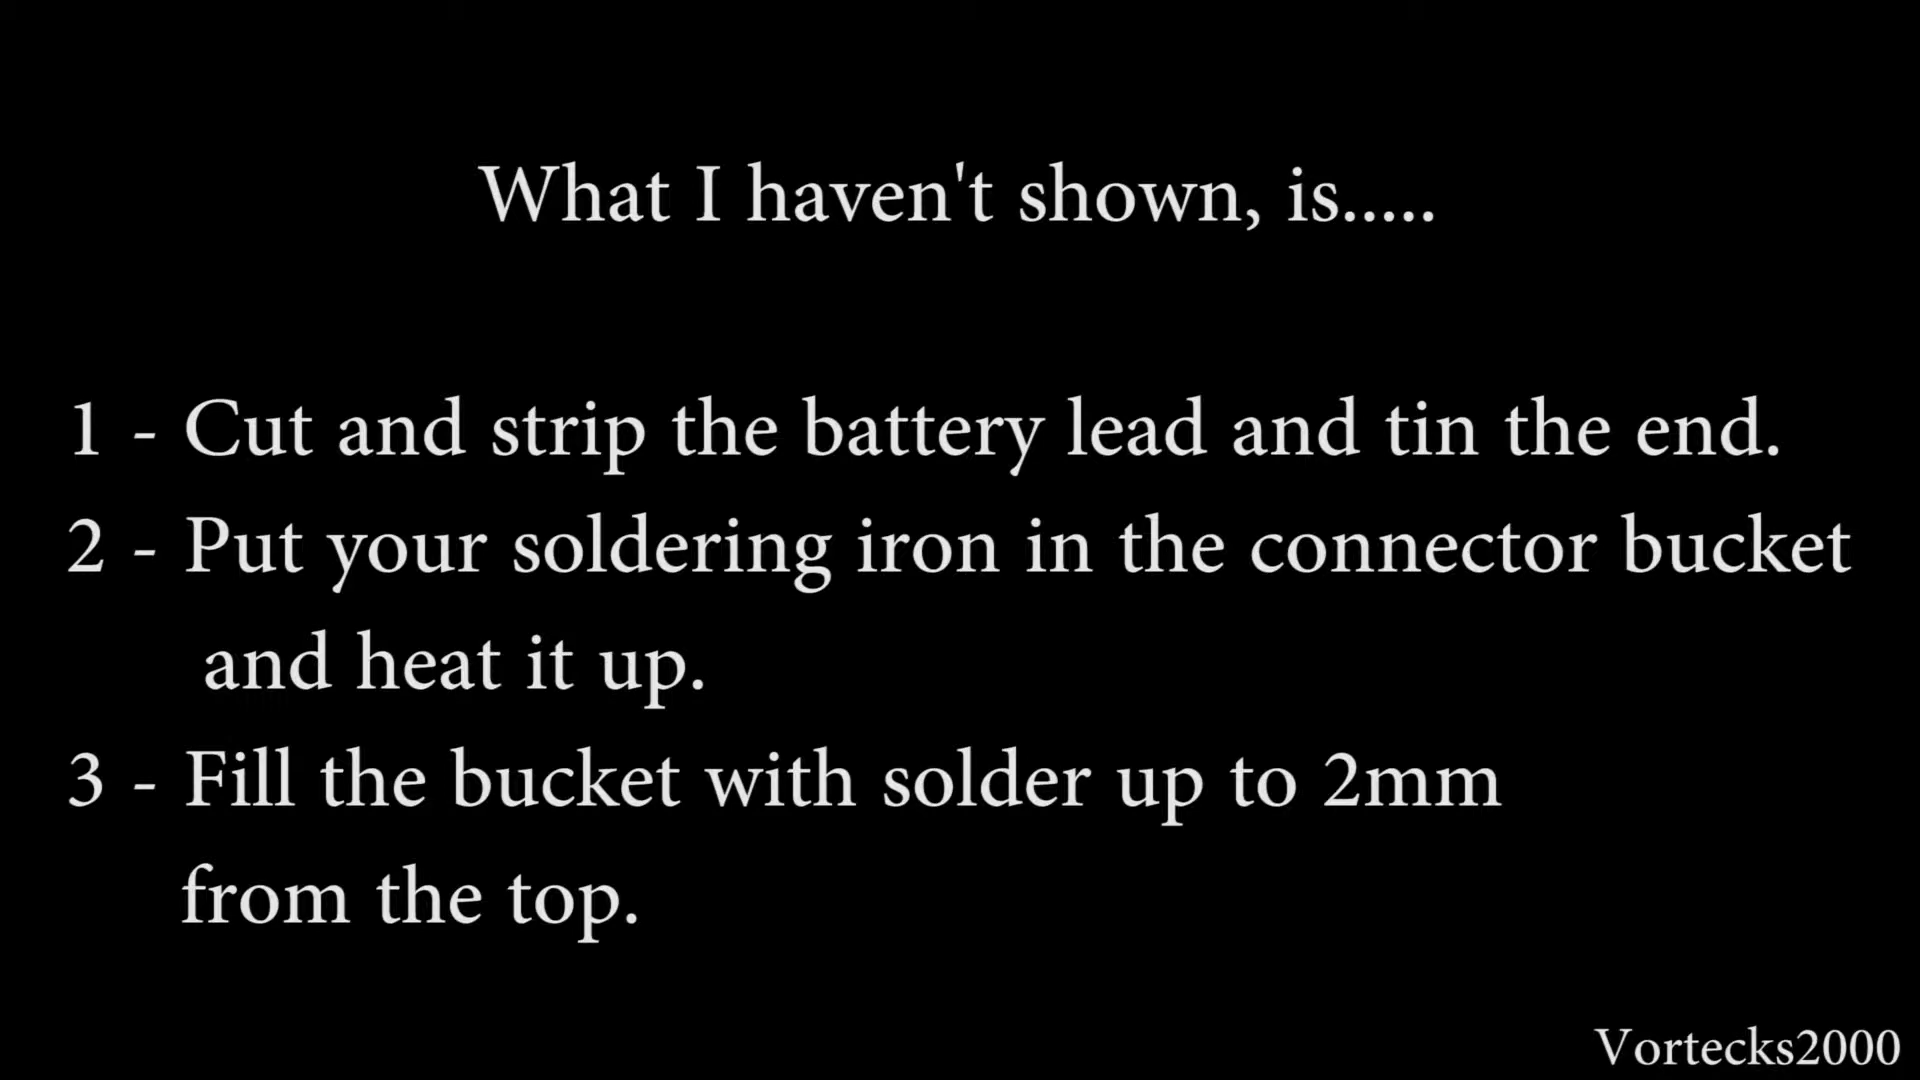 What I haven't shown, is.....
1 - Cut and strip the battery lead and tin the end.
2 - Put your soldering iron in the connector bucket
and heat it up.
3 - Fill the bucket with solder up to 2mm
from the top.
Vortecks2000